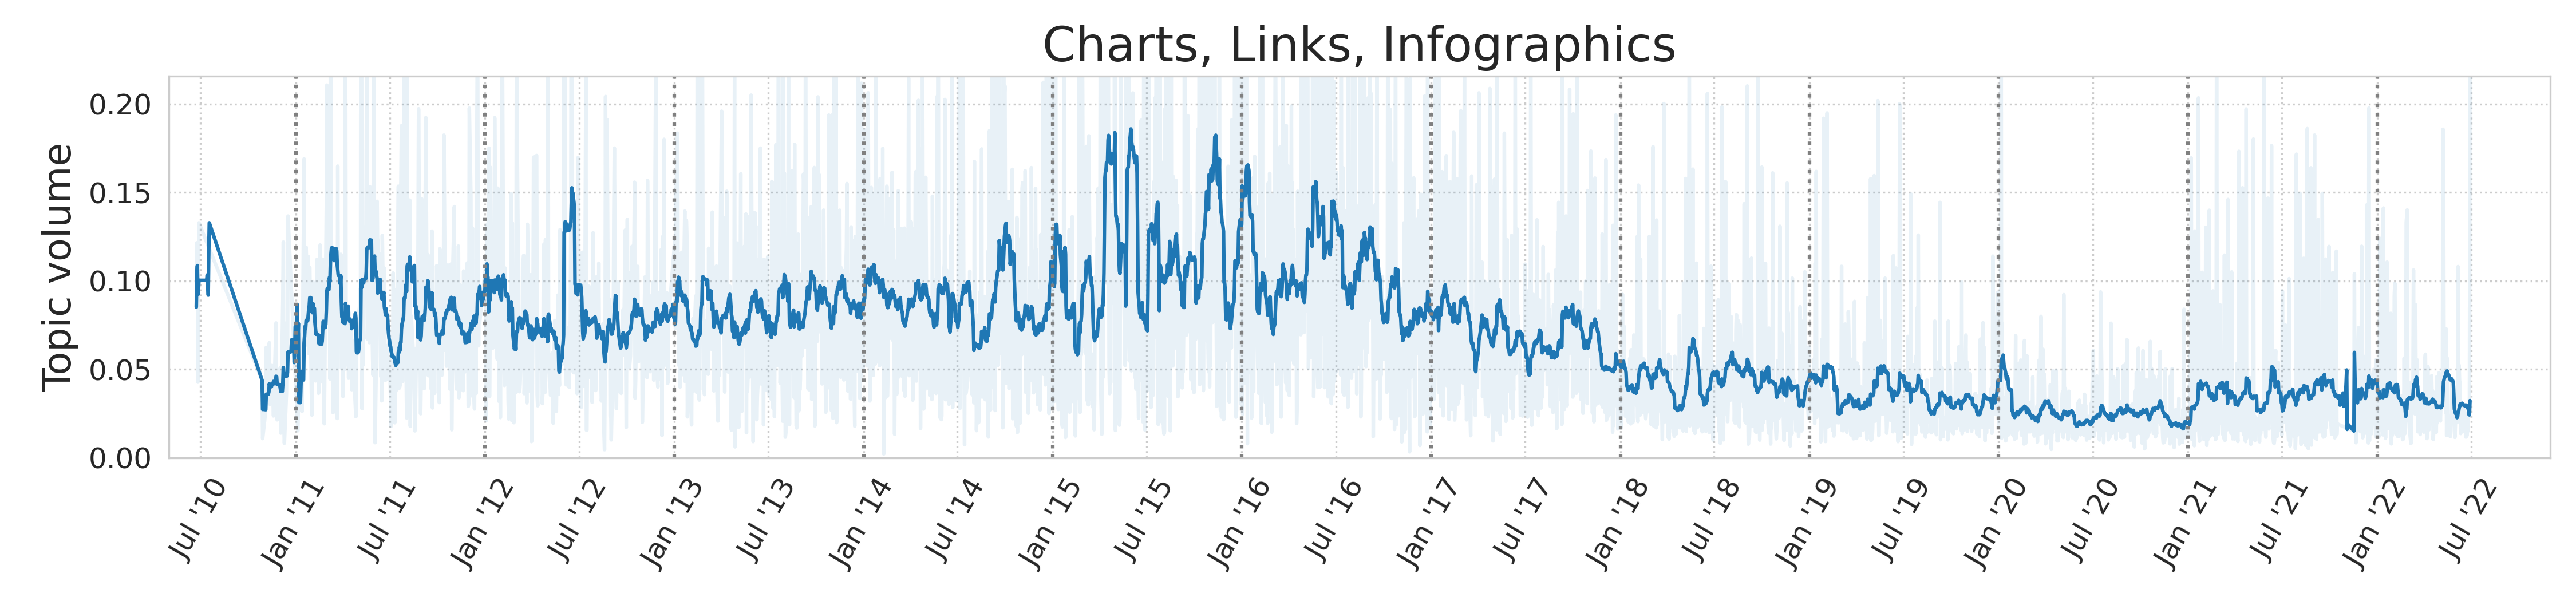 Charts, Links, Infographics
Topic volume
0.20
0.15
0.10
0.05
0.00
Jul '10
Jan '11
Jul '11
Jan '12
Jul '12
Jan '13
Jul '13
Jan '14
Jul '14
Jan '15
Jul '15
Jan '16
Jul '16
Jan '17
Jul '17
Jan '18
Jul '18
Jan '19
Jul '19
Jan '20
Jul '20
Jan '21
Jul '21
Jan '22
Jul '22